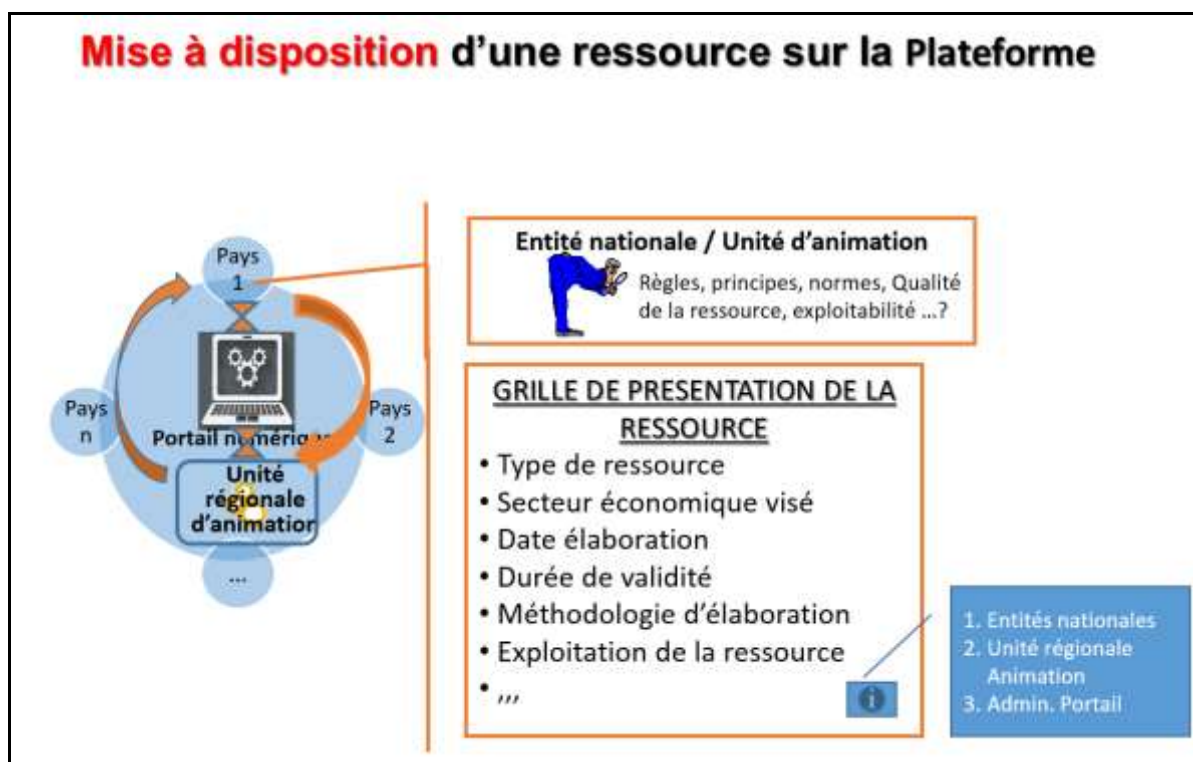 Mise à disposition d’une ressource sur la Plateforme
Pays
1
Pays
n
Pays
2
Portail numérique
Unité
régionale
d’animation
...
Entité nationale / Unité d’animation
Règles, principes, normes, Qualité
de la ressource, exploitabilité ...?
GRILLE DE PRESENTATION DE LA
RESSOURCE
• Type de ressource
• Secteur économique visé
• Date élaboration
• Durée de validité
• Méthodologie d’élaboration
• Exploitation de la ressource
• ,,,
i
1. Entités nationales
2. Unité régionale
Animation
3. Admin. Portail